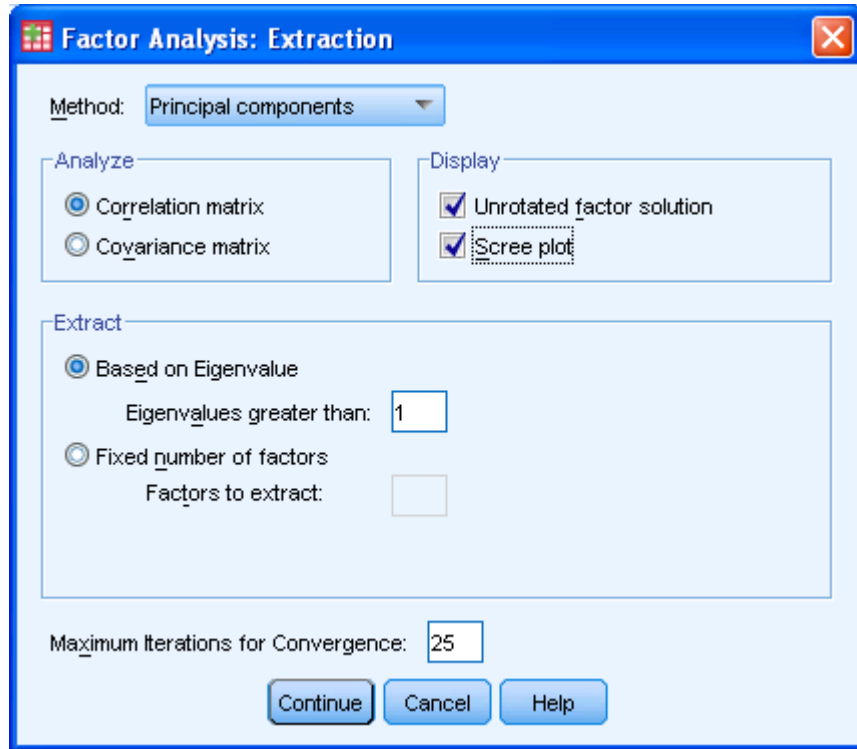 Factor Analysis: Extraction
Method: Principal components
Analyze
Correlation matrix
Covariance matrix
Display
Unrotated factor solution
Scree plot
Extract
Based on Eigenvalue
Eigenvalues greater than: 1
Fixed number of factors
Factors to extract:
Maximum Iterations for Convergence: 25
Continue Cancel Help